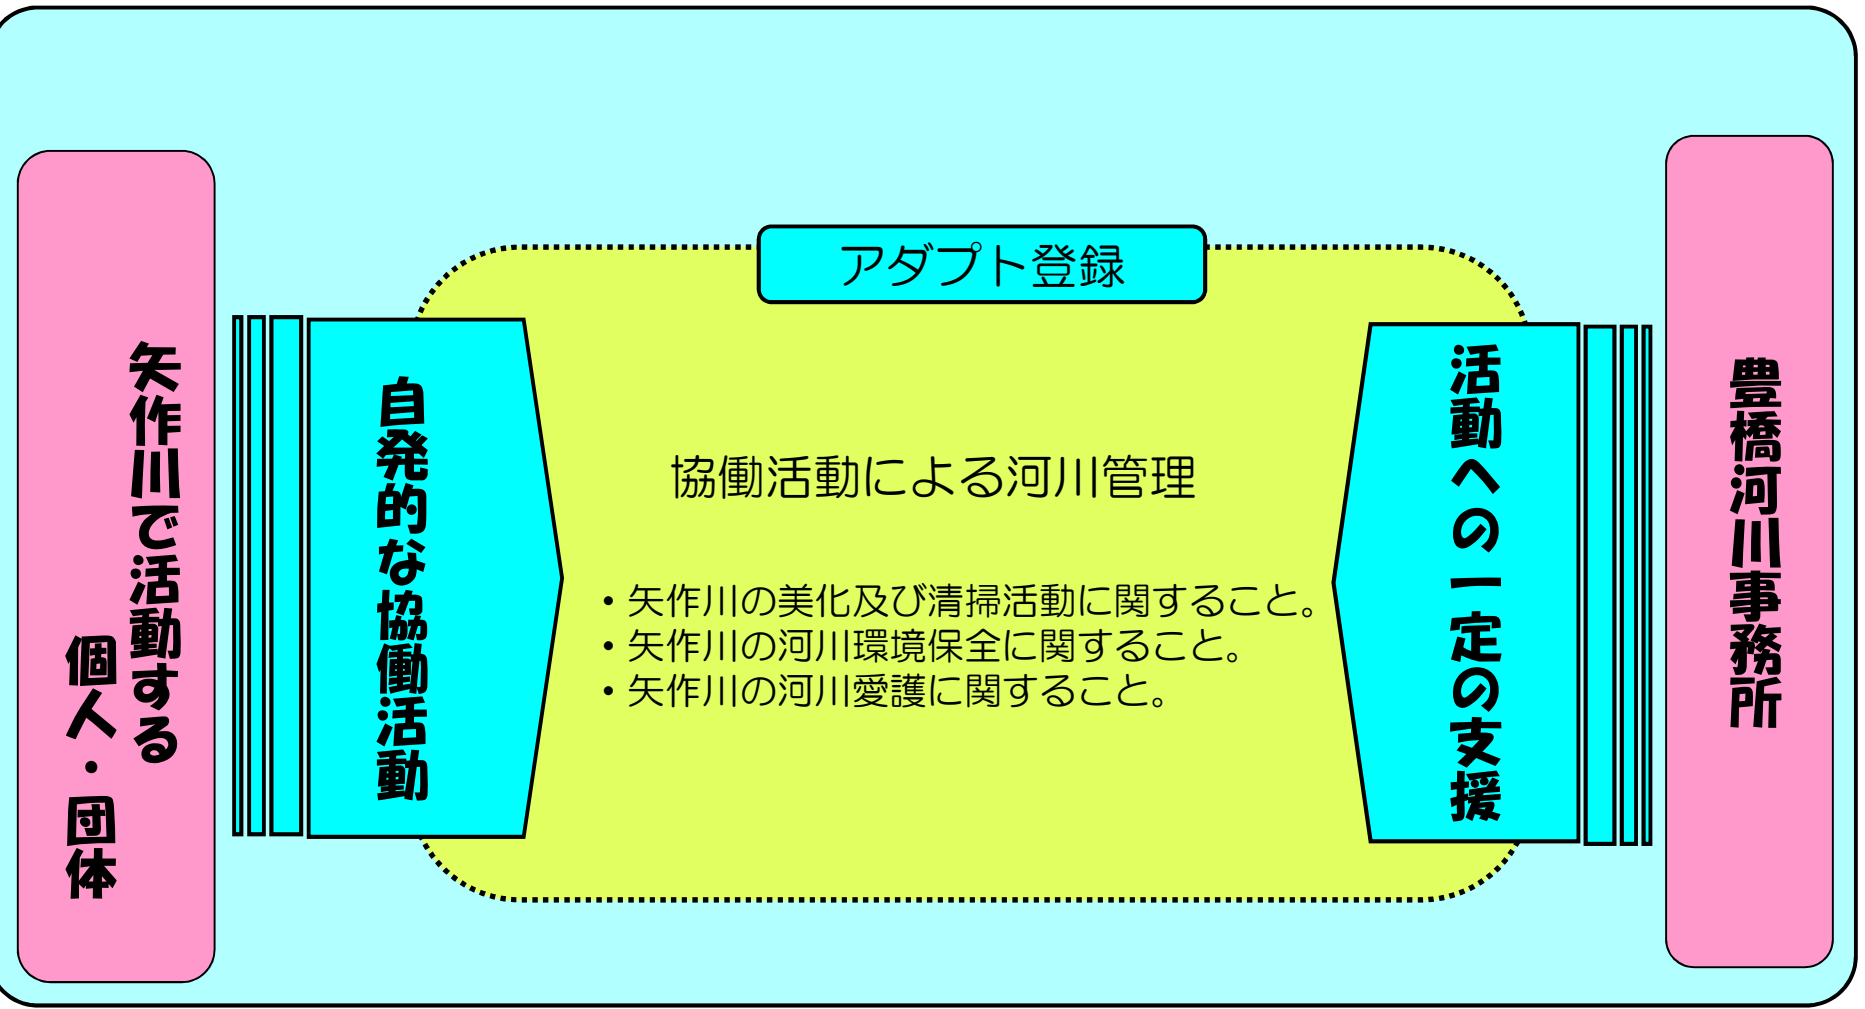 アダプト登録
矢作川で活動する
個人・団体
自発的な協働活動
協働活動による河川管理
・矢作川の美化及び清掃活動に関すること。
・矢作川の河川環境保全に関すること。
・矢作川の河川愛護に関すること。
活動への一定の支援
豊橋河川事務所